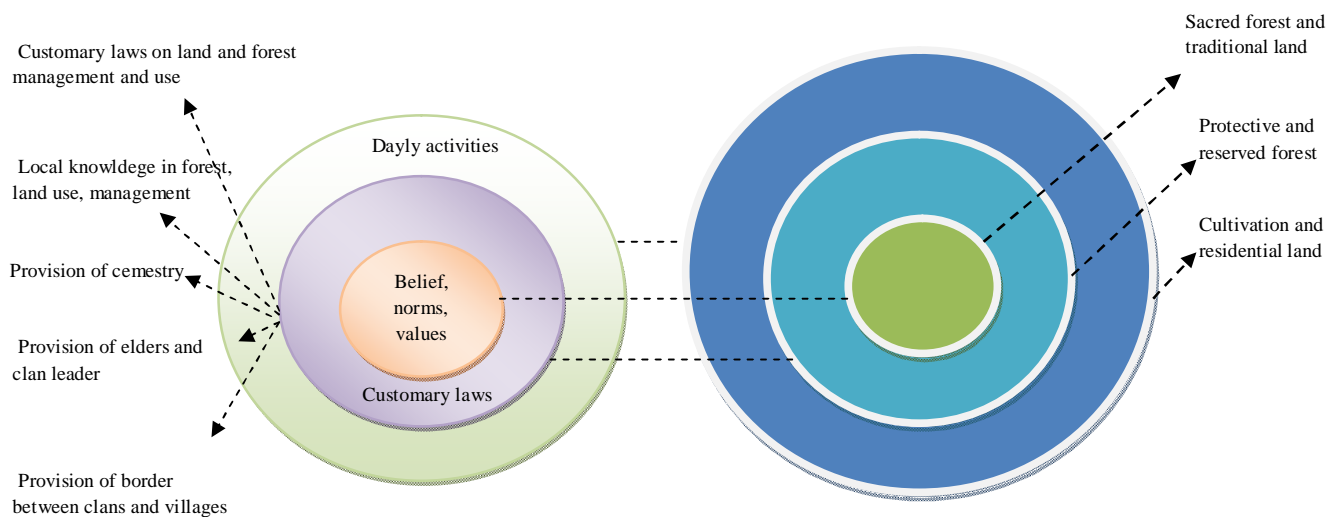 Customary laws on land and forest
management and use
Local knowldege in forest,
land use, management
Provision of cemestry
Provision of elders and
clan leader
Provision of border
between clans and villages
Dayly activities
Belief,
norms,
values
Customary laws
Sacred forest and
traditional land
Protective and
reserved forest
Cultivation and
residential land